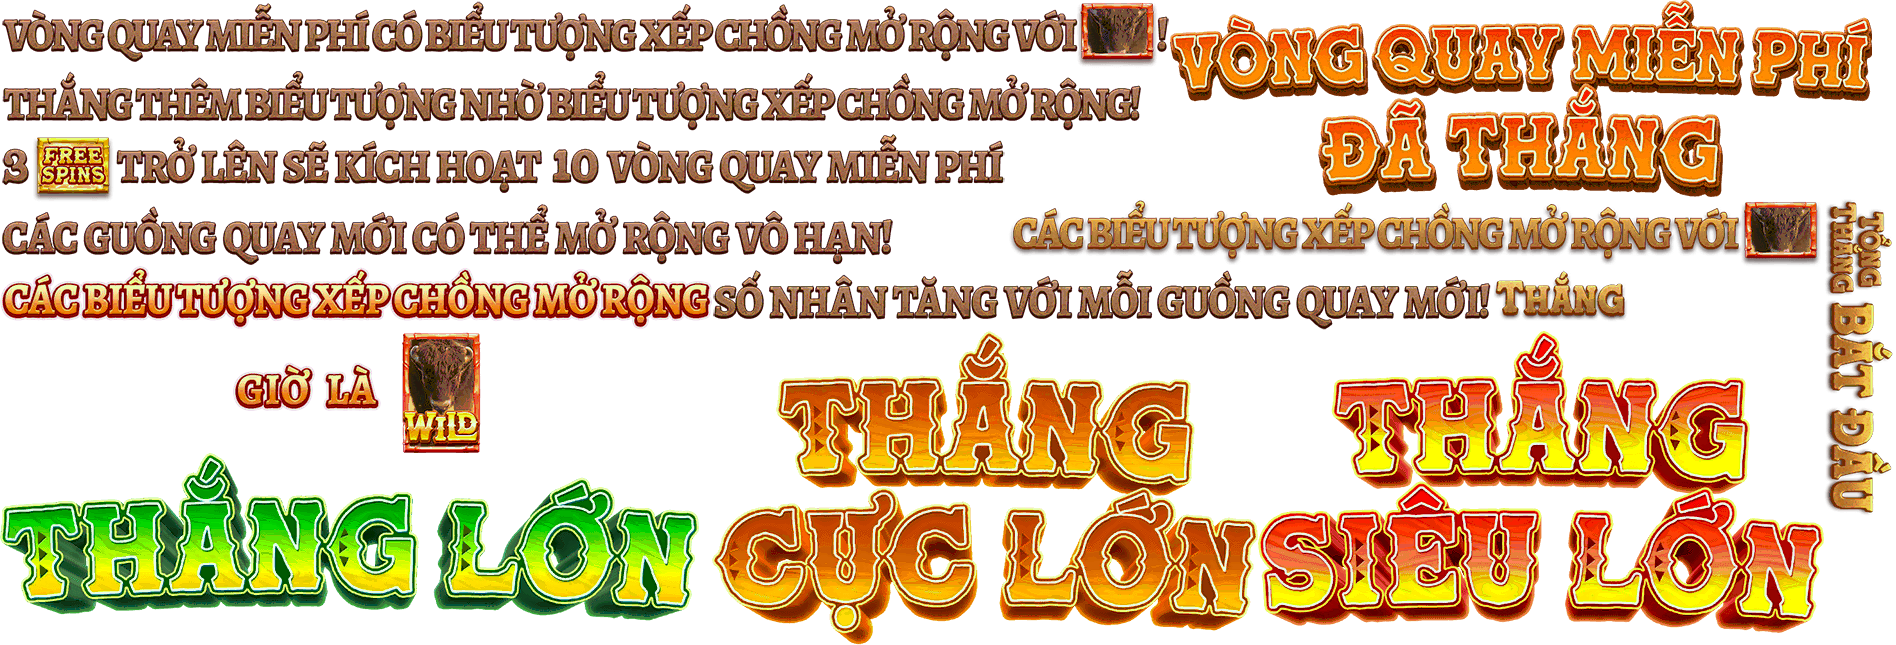 VÒNG QUAY MIỄN PHÍ CÓ BIỂU TƯỢNG XẾP CHỒNG MỞ RỘNG VỚI !
THẮNG THÊM BIỂU TƯỢNG NHỜ BIỂU TƯỢNG XẾP CHỒNG MỞ RỘNG!
3 FREE SPINS TRỞ LÊN SẼ KÍCH HOẠT 10 VÒNG QUAY MIỄN PHÍ
CÁC GUỒNG QUAY MỚI CÓ THỂ MỞ RỘNG VÔ HẠN!
CÁC BIỂU TƯỢNG XẾP CHỒNG MỞ RỘNG
GIỜ LÀ
WILD
VÒNG QUAY MIỄN PHÍ
ĐÃ THẮNG
CÁC BIỂU TƯỢNG XẾP CHỒNG MỞ RỘNG VỚI
SỐ NHÂN TĂNG VỚI MỖI GUỒNG QUAY MỚI!
THẮNG
TỔNG
THẮNG
BẮT ĐẦU
THẮNG LỚN
THẮNG
CỰC LỚN
THẮNG
SIÊU LỚN